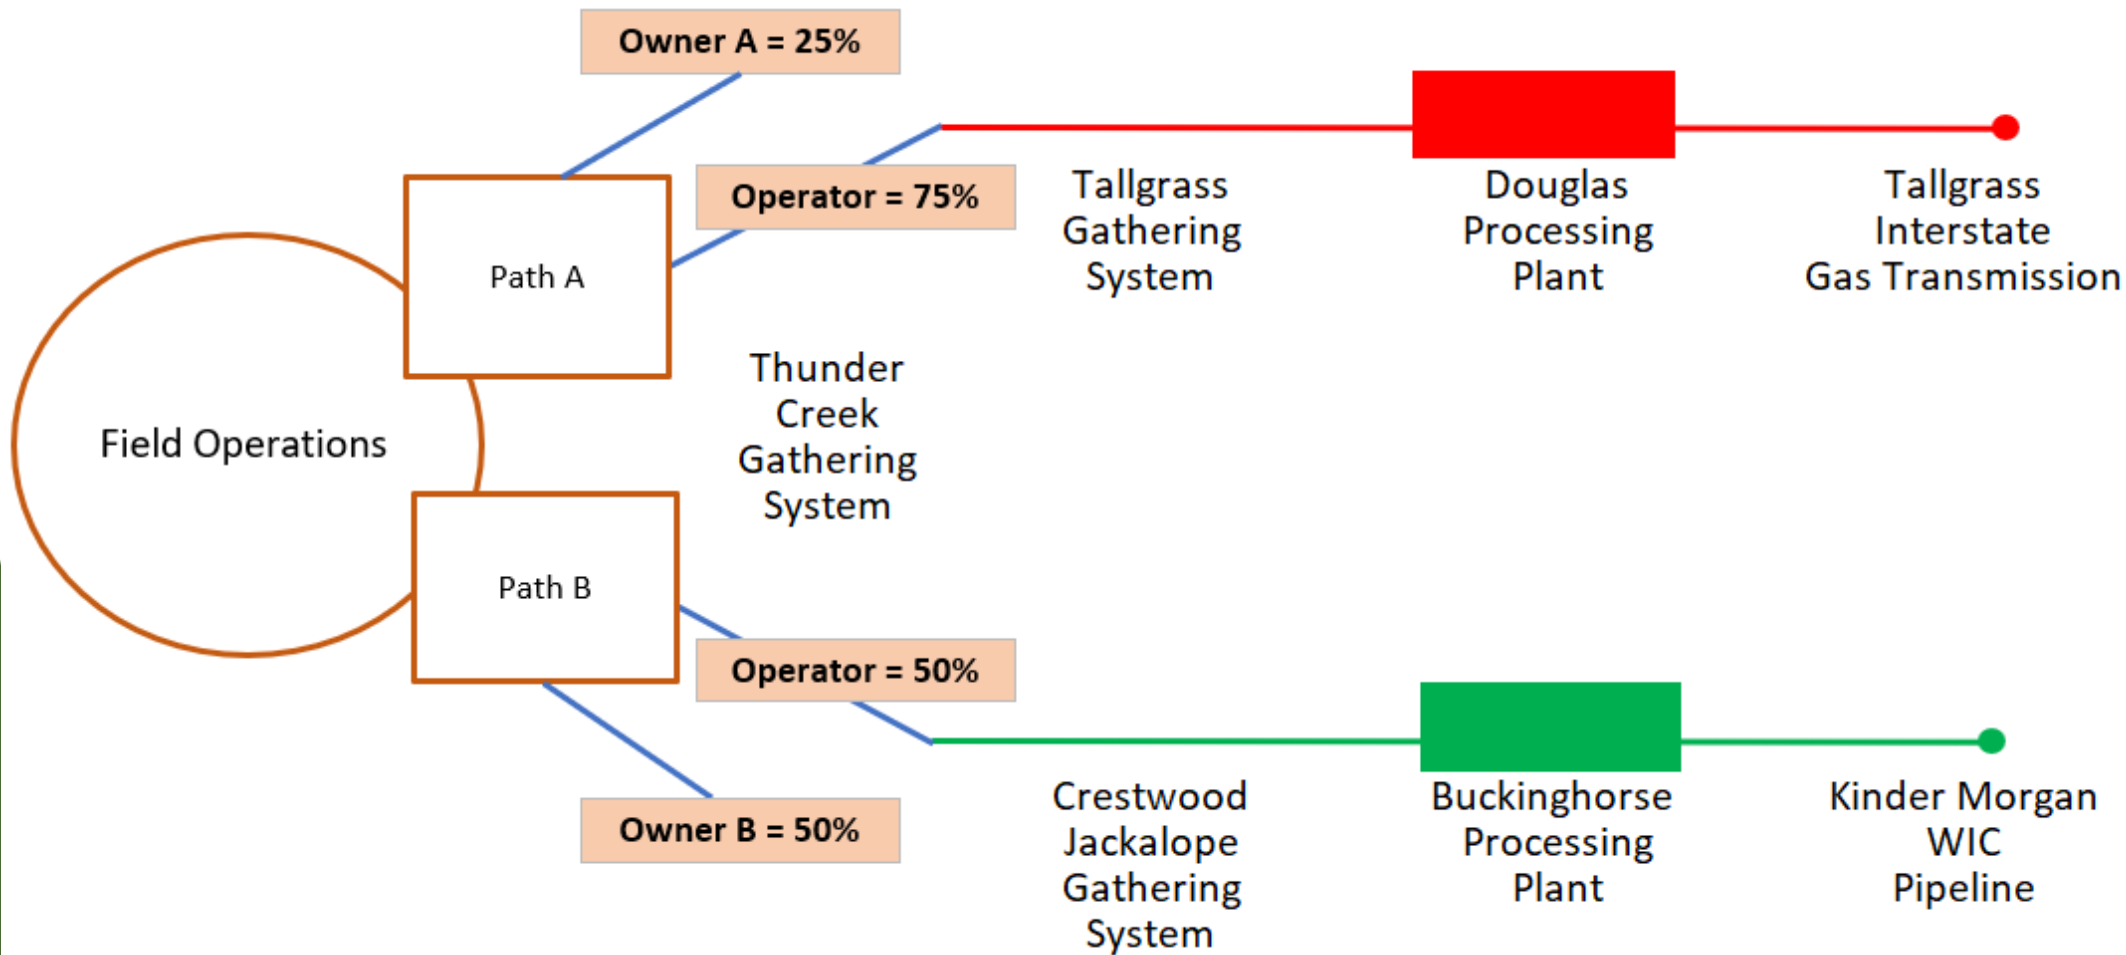 Owner A = 25%
Operator = 75%
Path A
Tallgrass
Gathering
System
Douglas
Processing
Plant
Tallgrass
Interstate
Gas Transmission
Field Operations
Thunder
Creek
Gathering
System
Path B
Operator = 50%
Owner B = 50%
Crestwood
Jackalope
Gathering
System
Buckinghorse
Processing
Plant
Kinder Morgan
WIC
Pipeline